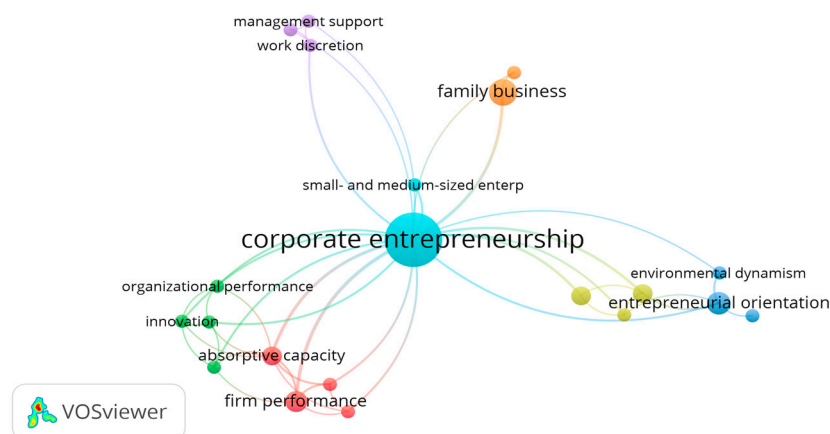 management support
work discretion
family business
small- and medium-sized enterp
corporate entrepreneurship
environmental dynamism
organizational performance
entrepreneurial orientation
innovation
absorptive capacity
firm performance
VOSviewer